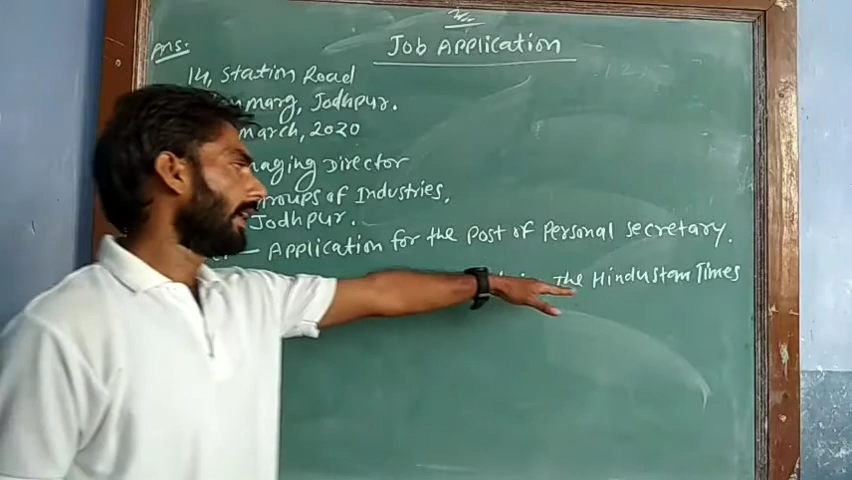 Job Application
Ans.
14, Station Road
Jodhpur.
march, 2020
Director
of Industries,
Jodhpur.
— Application for the post of personal secretary.
The Hindustan Times